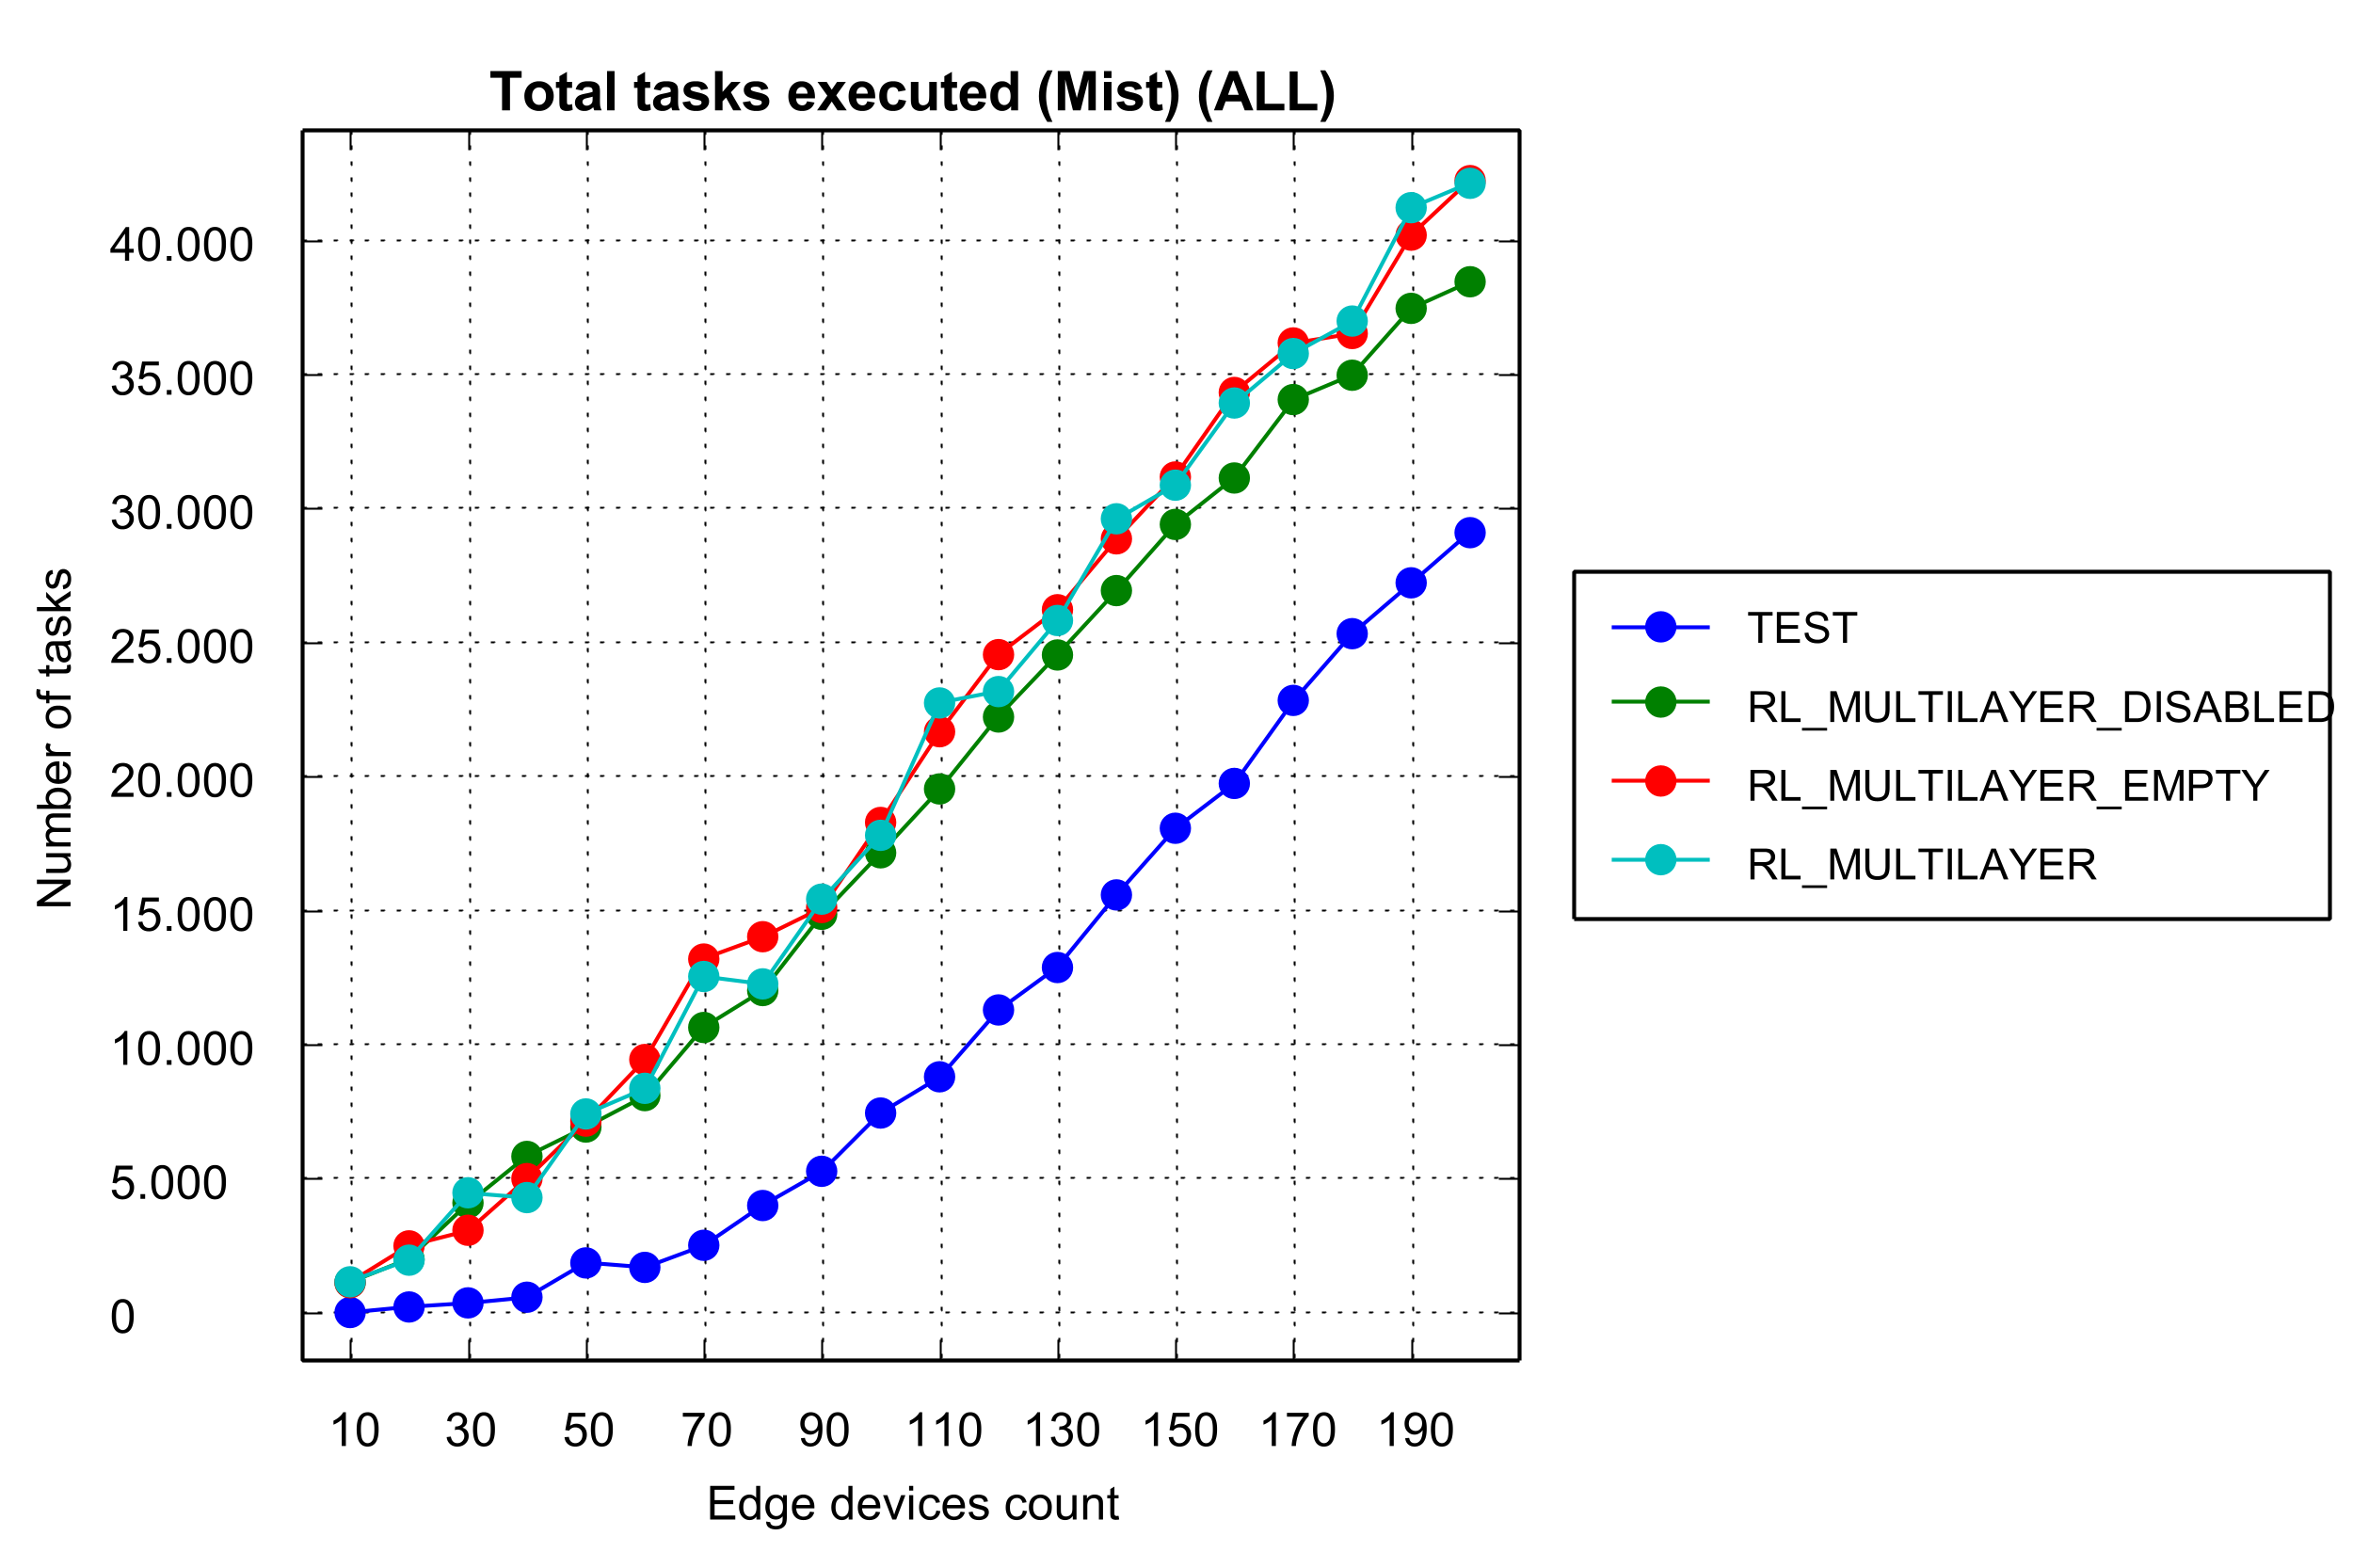 Total tasks executed (Mist) (ALL)
40.000
35.000
30.000
25.000
20.000
15.000
10.000
5.000
0
Number of tasks
10 30 50 70 90 110 130 150 170 190
Edge devices count
TEST
RL_MULTILAYER_DISABLED
RL_MULTILAYER_EMPTY
RL_MULTILAYER